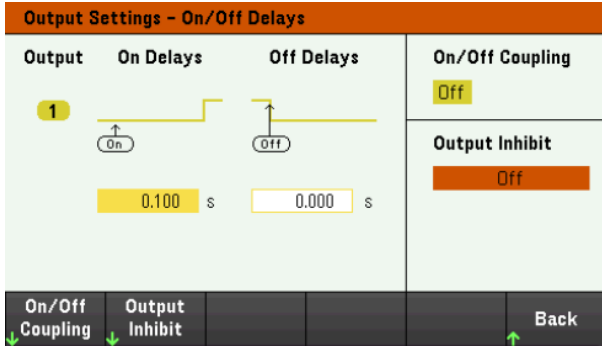 Output Settings - On/Off Delays
Output On Delays Off Delays On/Off Coupling
Off
1
On Off Output Inhibit
Off
0.100 s 0.000 s
On/Off Coupling Output Inhibit Back